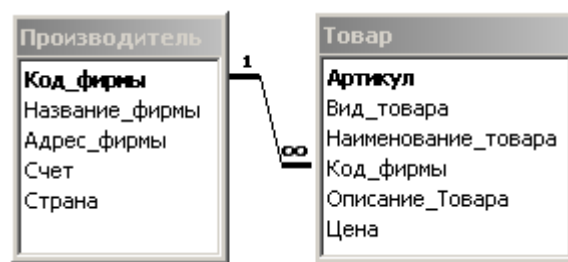 Производитель
Код_фирмы
Название_фирмы
Адрес_фирмы
Счет
Страна
1
∞
Товар
Артикул
Вид_товара
Наименование_товара
Код_фирмы
Описание_Товара
Цена